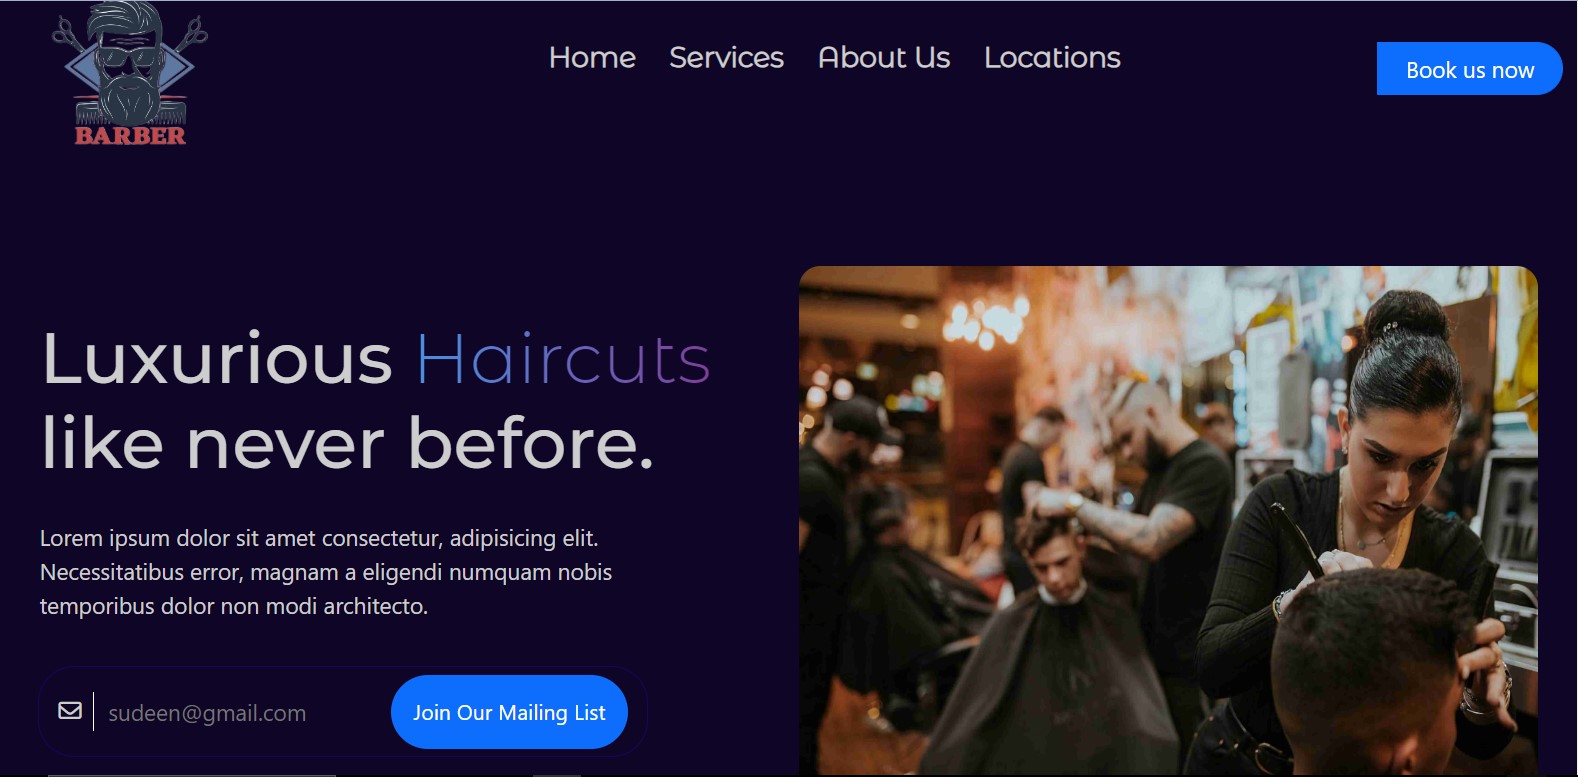 BARBER
Home Services About Us Locations
Book us now
Luxurious Haircuts
like never before.
Lorem ipsum dolor sit amet consectetur, adipisicing elit.
Necessitatibus error, magnam a eligendi numquam nobis
temporibus dolor non modi architecto.
sudeen@gmail.com
Join Our Mailing List